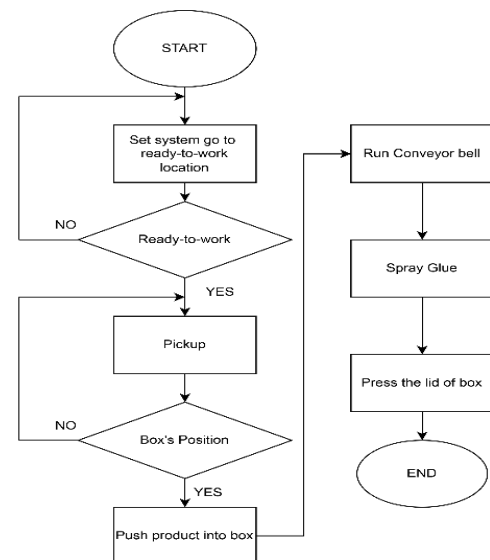 START
Set system go to
ready-to-work
location
NO
Ready-to-work
YES
Pickup
NO
Box's Position
YES
Push product into box
Run Conveyor bell
Spray Glue
Press the lid of box
END